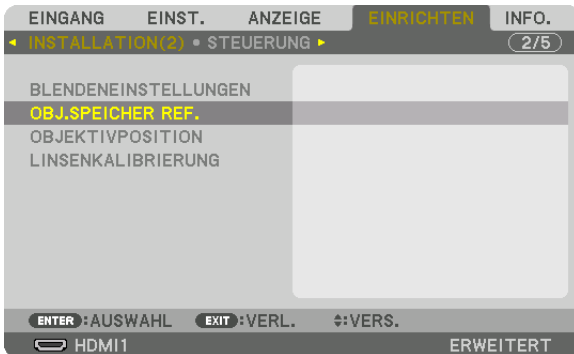 EINGANG EINST. ANZEIGE EINRICHTEN INFO.
INSTALLATION(2) • STEUERUNG 2/5
BLENDENEINSTELLUNGEN
OBJ.SPEICHER REF.
OBJEKTIVPOSITION
LINSENKALIBRIERUNG
ENTER :AUSWAHL EXIT :VERL. :VERS.
HDMI1 ERWEITERT